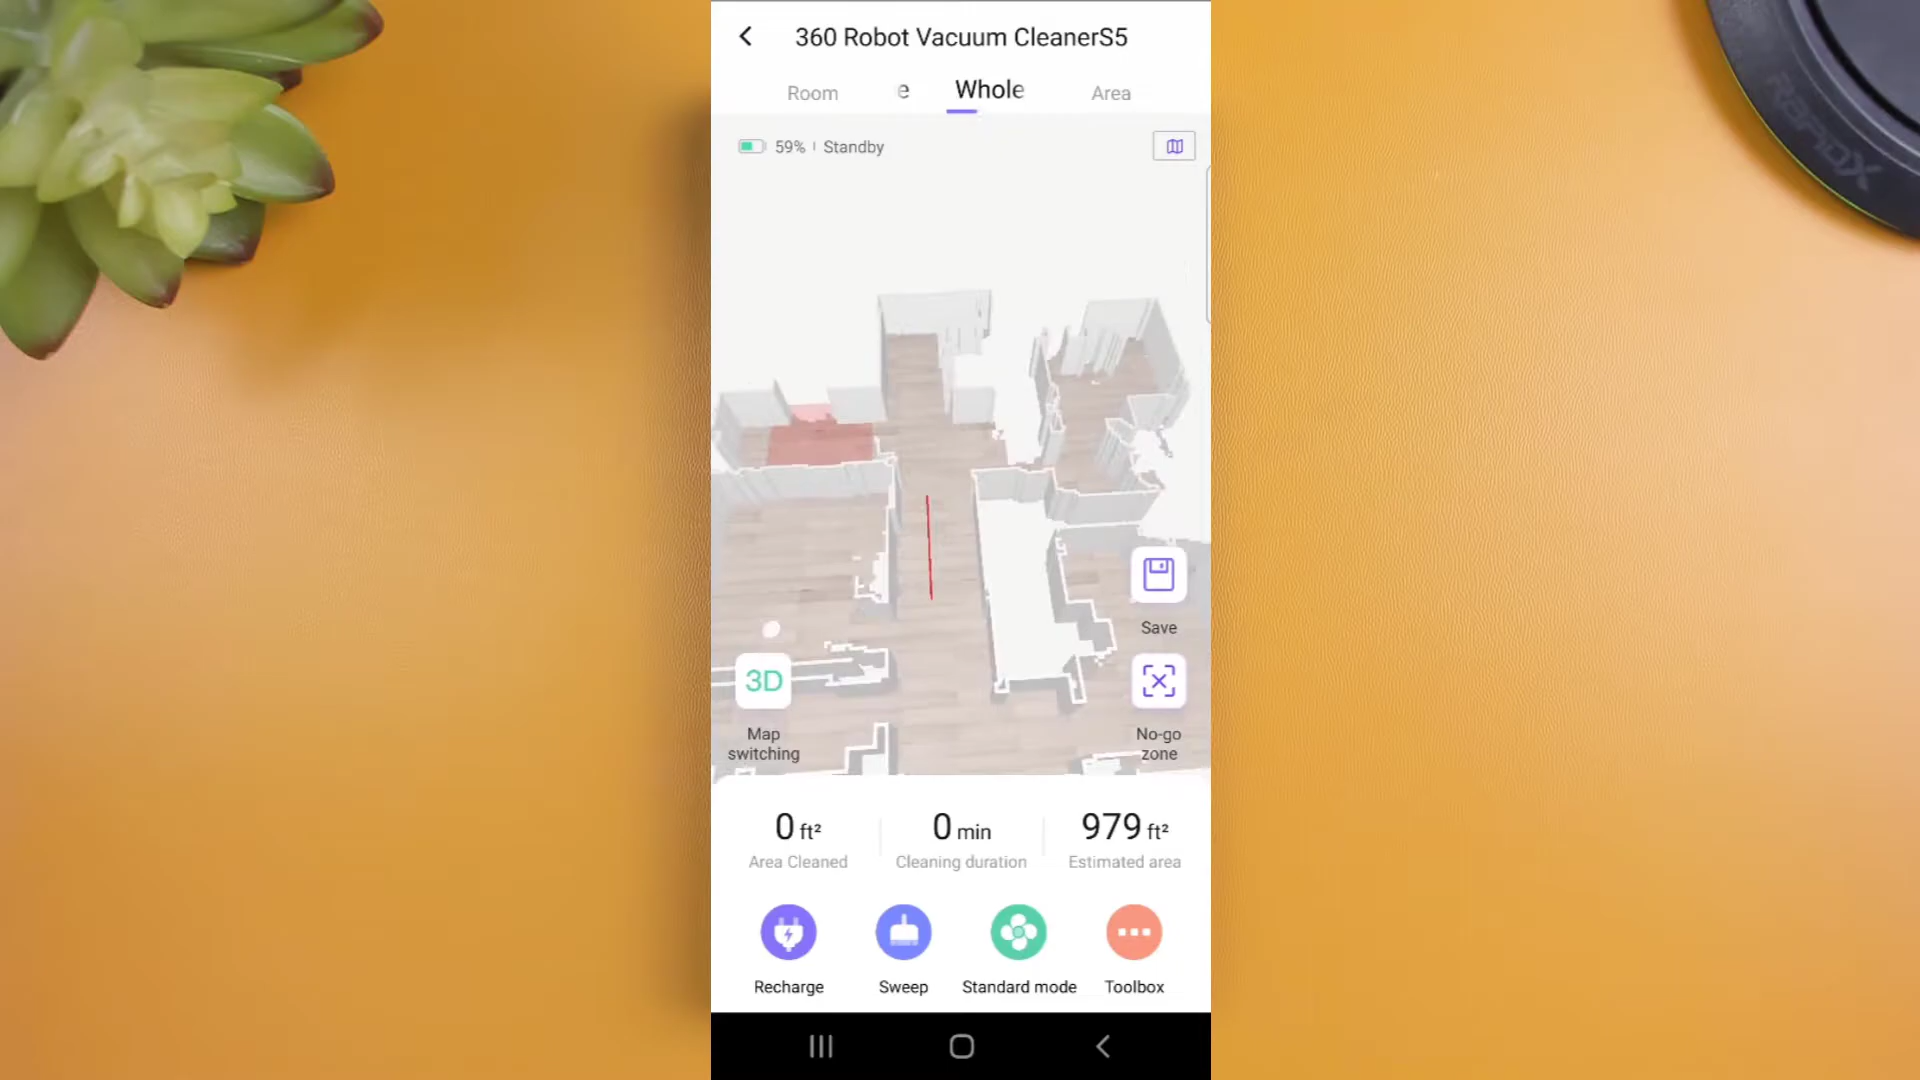 360 Robot Vacuum CleanerS5
Room e Whole Area
59% | Standby
Save
3D
Map
switching
No-go
zone
0 ft² 0 min 979 ft²
Area Cleaned Cleaning duration Estimated area
Recharge Sweep Standard mode Toolbox